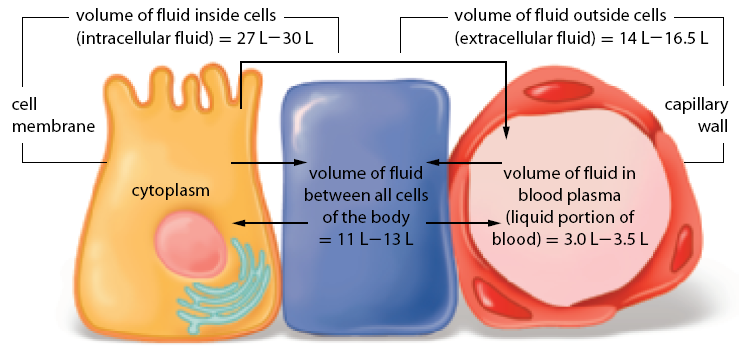 volume of fluid inside cells
(intracellular fluid) = 27 L–30 L
volume of fluid outside cells
(extracellular fluid) = 14 L–16.5 L
cell
membrane
capillary
wall
cytoplasm
volume of fluid
between all cells
of the body
= 11 L–13 L
volume of fluid in
blood plasma
(liquid portion of
blood) = 3.0 L–3.5 L